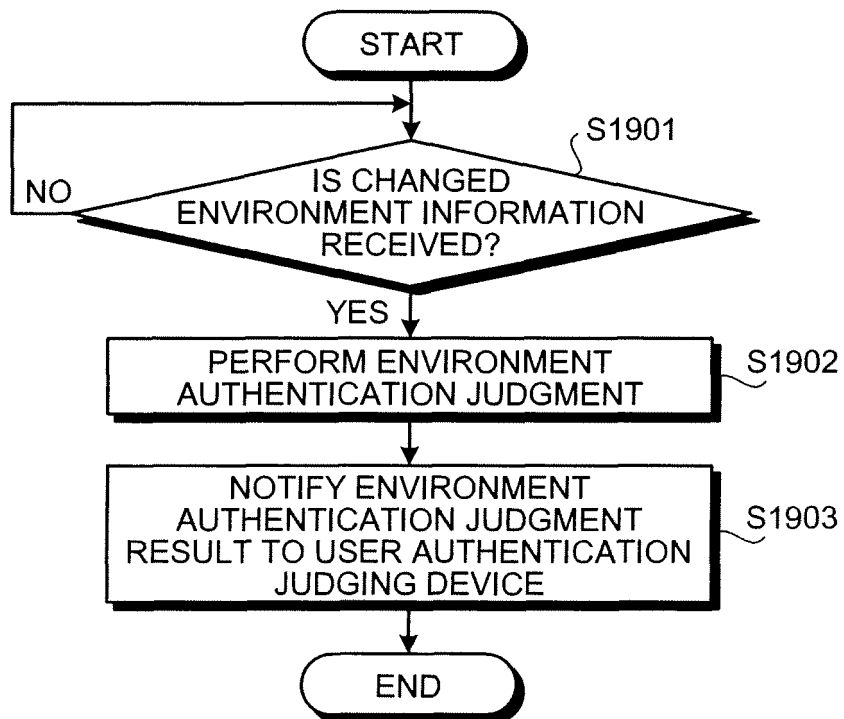 START
S1901
IS CHANGED
ENVIRONMENT INFORMATION
RECEIVED?
NO
YES
PERFORM ENVIRONMENT
AUTHENTICATION JUDGMENT
S1902
NOTIFY ENVIRONMENT
AUTHENTICATION JUDGMENT
RESULT TO USER AUTHENTICATION
JUDGING DEVICE
S1903
END